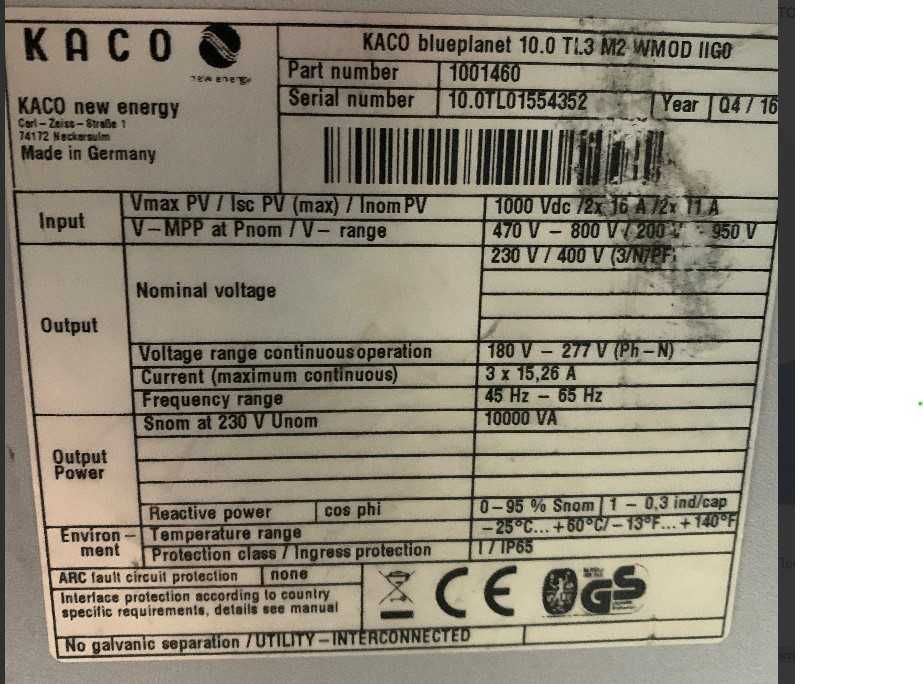 KACO
new energy
KACO new energy
Carl-Zeiss-Straße 1
74172 Neckarsulm
Made in Germany
KACO blueplanet 10.0 TL3 M2 WMOD IIG0
Part number 1001460
Serial number 10.0TL01554352 Year Q4 / 16
Input Vmax PV / Isc PV (max) / Inom PV 1000 Vdc /2x 16 A /2x 11 A
V-MPP at Pnom / V- range 470 V - 800 V / 200 V - 950 V
Output Nominal voltage 230 V / 400 V (3/N/PE)
Voltage range continuous operation 180 V - 277 V (Ph-N)
Current (maximum continuous) 3 x 15,26 A
Frequency range 45 Hz - 65 Hz
Output Power Snom at 230 V Unom 10000 VA
Reactive power cos phi 0-95 % Snom 1 - 0,3 ind/cap
Environ- ment Temperature range -25°C...+60°C/-13°F...+140°F
Protection class / Ingress protection I / IP65
ARC fault circuit protection none
Interface protection according to country
specific requirements, details see manual
CE GS
No galvanic separation / UTILITY-INTERCONNECTED